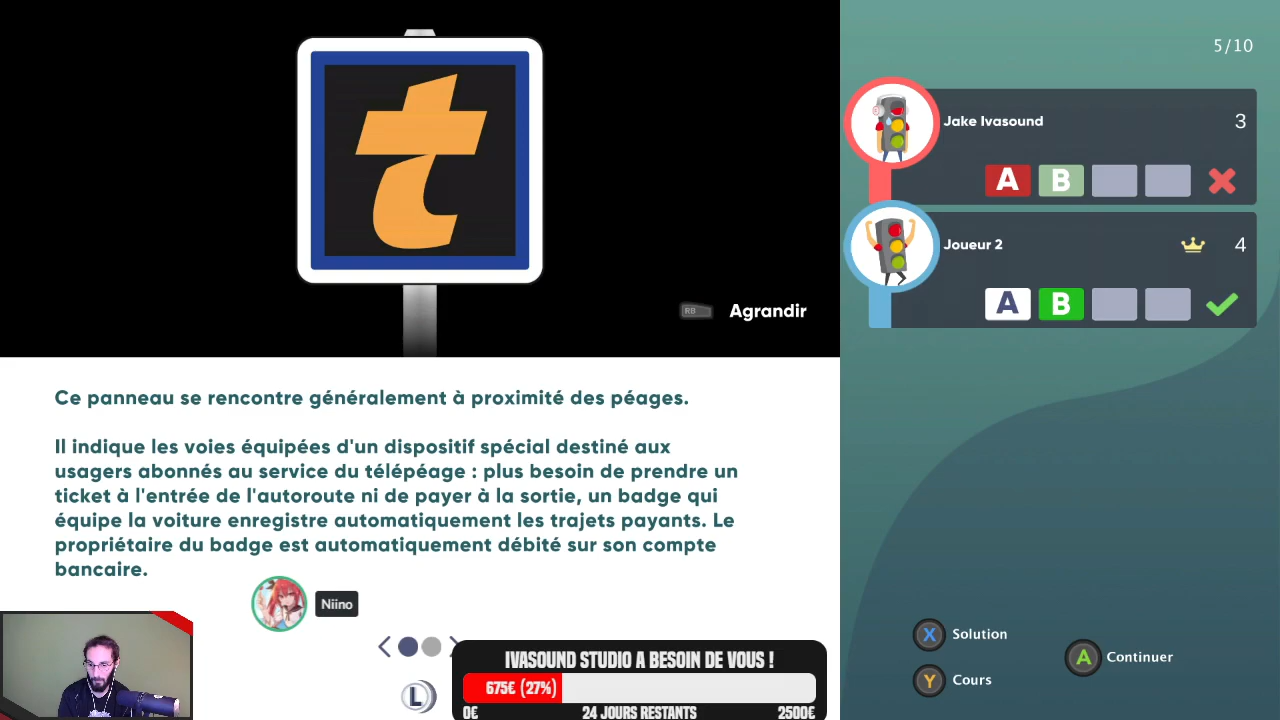 t
RB Agrandir
Ce panneau se rencontre généralement à proximité des péages.
Il indique les voies équipées d'un dispositif spécial destiné aux
usagers abonnés au service du télépéage : plus besoin de prendre un
ticket à l'entrée de l'autoroute ni de payer à la sortie, un badge qui
équipe la voiture enregistre automatiquement les trajets payants. Le
propriétaire du badge est automatiquement débité sur son compte
bancaire.
Niino
L
IVASOUND STUDIO A BESOIN DE VOUS !
675€ (27%)
0€ 24 JOURS RESTANTS 2500€
5/10
Jake Ivasound 3
A B
Joueur 2 4
A B
X Solution
A Continuer
Y Cours